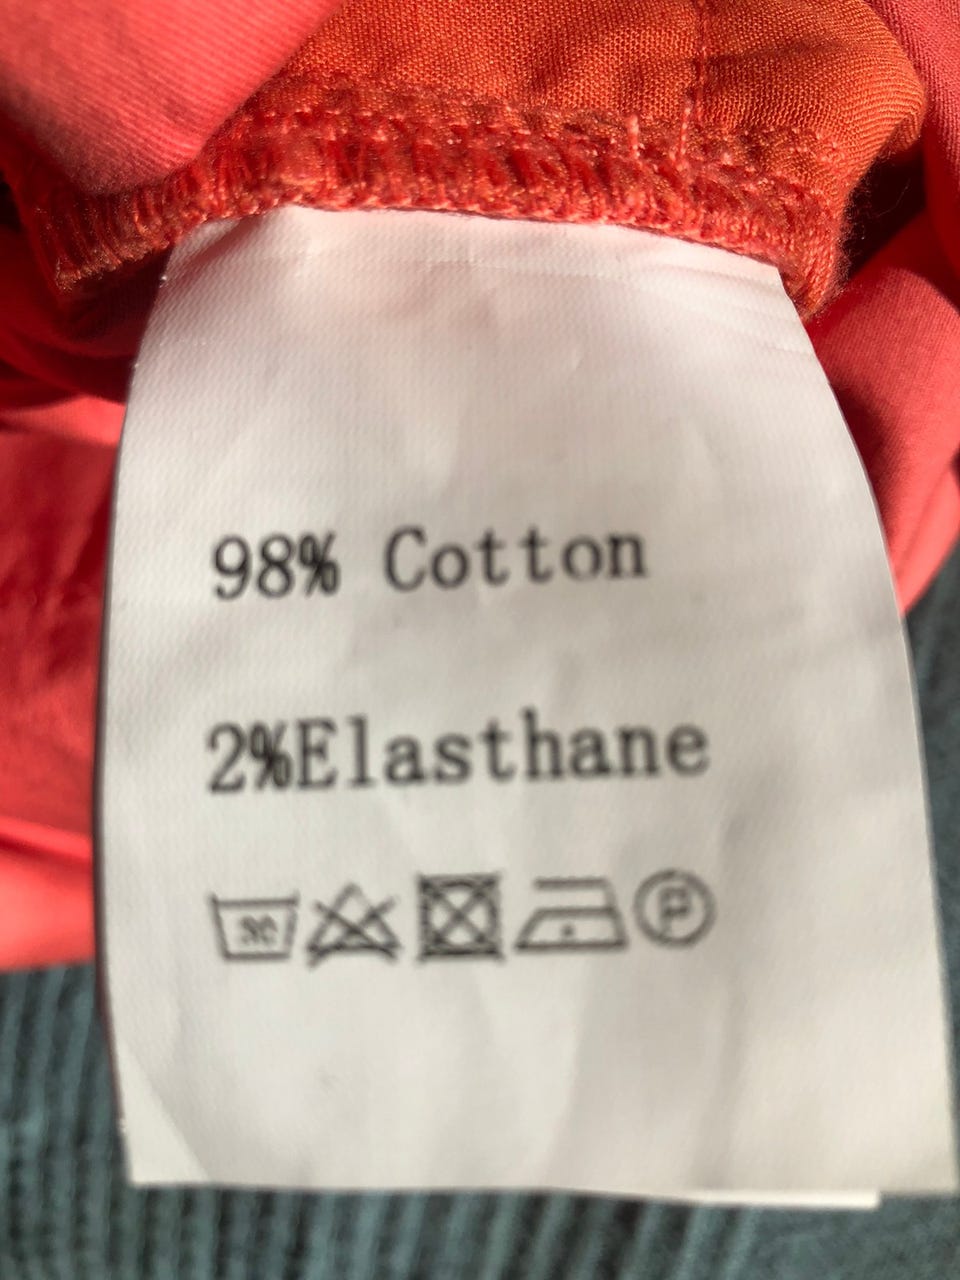 98% Cotton
2%Elasthane
P